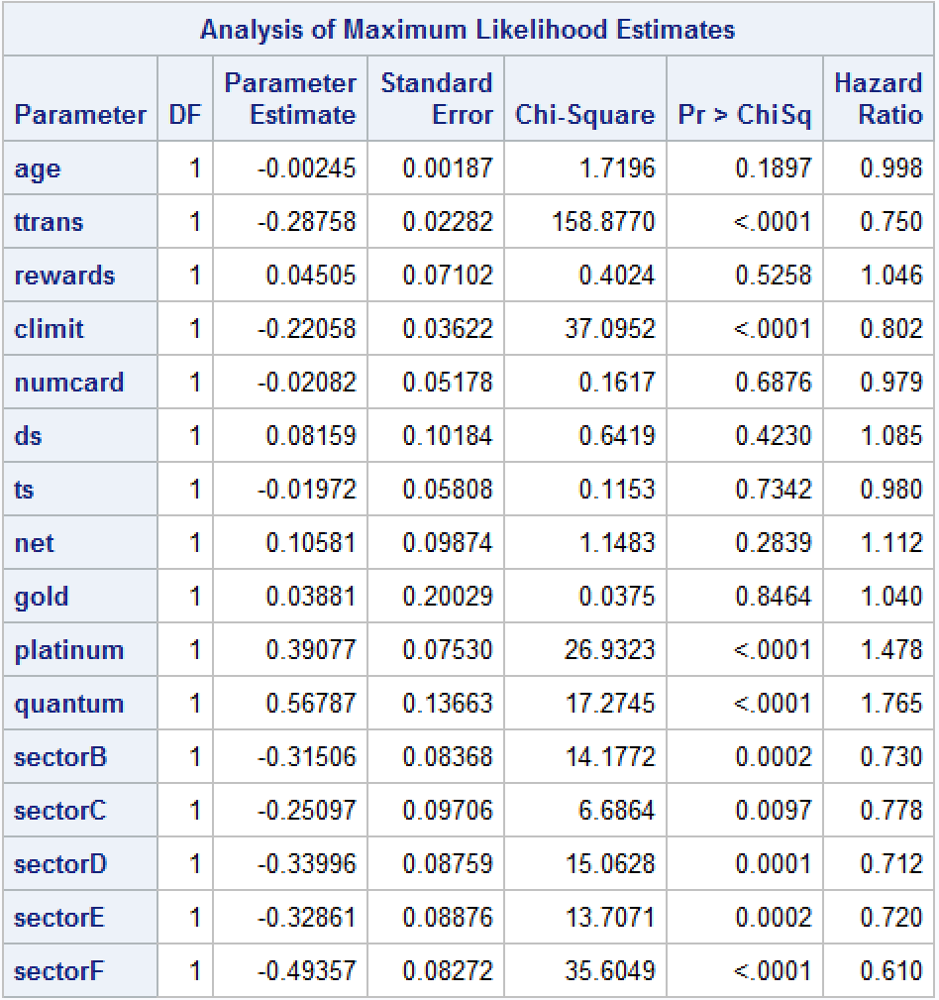 Analysis of Maximum Likelihood Estimates
Parameter DF Parameter Estimate Standard Error Chi-Square Pr > ChiSq Hazard Ratio
age 1 -0.00245 0.00187 1.7196 0.1897 0.998
ttrans 1 -0.28758 0.02282 158.8770 <.0001 0.750
rewards 1 0.04505 0.07102 0.4024 0.5258 1.046
climit 1 -0.22058 0.03622 37.0952 <.0001 0.802
numcard 1 -0.02082 0.05178 0.1617 0.6876 0.979
ds 1 0.08159 0.10184 0.6419 0.4230 1.085
ts 1 -0.01972 0.05808 0.1153 0.7342 0.980
net 1 0.10581 0.09874 1.1483 0.2839 1.112
gold 1 0.03881 0.20029 0.0375 0.8464 1.040
platinum 1 0.39077 0.07530 26.9323 <.0001 1.478
quantum 1 0.56787 0.13663 17.2745 <.0001 1.765
sectorB 1 -0.31506 0.08368 14.1772 0.0002 0.730
sectorC 1 -0.25097 0.09706 6.6864 0.0097 0.778
sectorD 1 -0.33996 0.08759 15.0628 0.0001 0.712
sectorE 1 -0.32861 0.08876 13.7071 0.0002 0.720
sectorF 1 -0.49357 0.08272 35.6049 <.0001 0.610